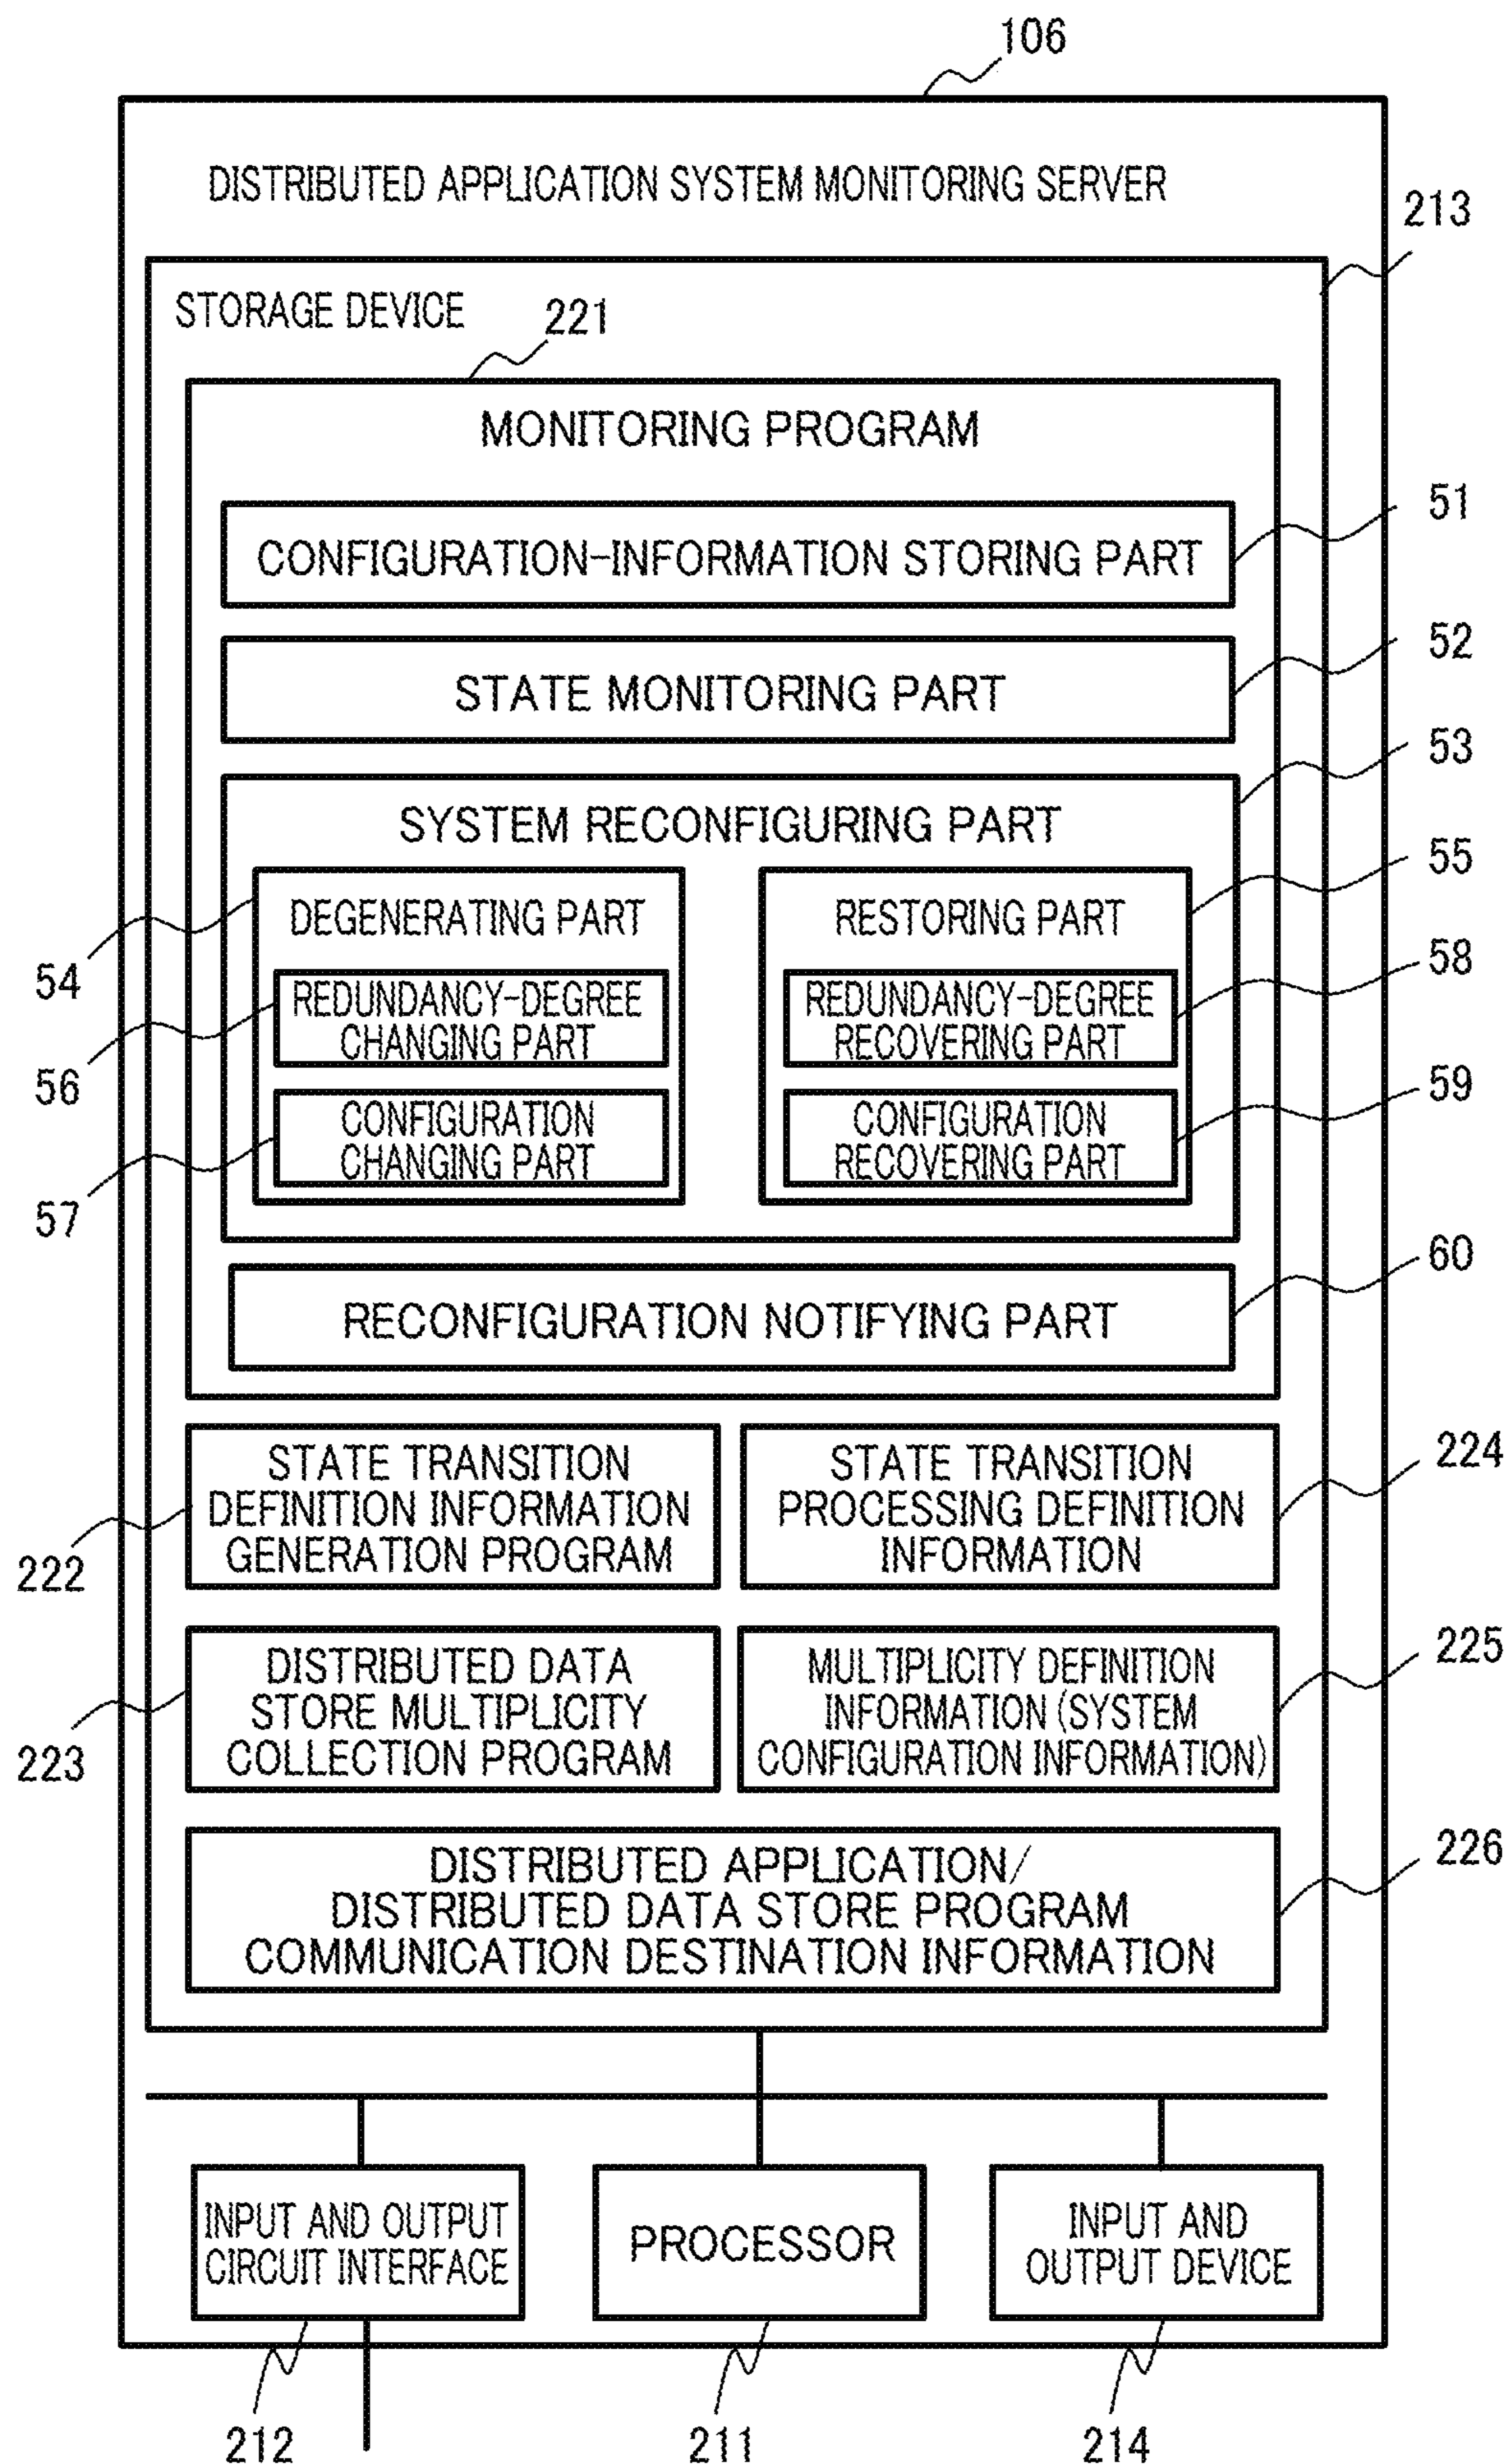 106
DISTRIBUTED APPLICATION SYSTEM MONITORING SERVER
213
STORAGE DEVICE
221
MONITORING PROGRAM
51
CONFIGURATION-INFORMATION STORING PART
52
STATE MONITORING PART
53
SYSTEM RECONFIGURING PART
55
DEGENERATING PART
RESTORING PART
54
58
REDUNDANCY-DEGREE
CHANGING PART
REDUNDANCY-DEGREE
RECOVERING PART
56
59
CONFIGURATION
CHANGING PART
CONFIGURATION
RECOVERING PART
57
60
RECONFIGURATION NOTIFYING PART
STATE TRANSITION
DEFINITION INFORMATION
GENERATION PROGRAM
222
STATE TRANSITION
PROCESSING DEFINITION
INFORMATION
224
DISTRIBUTED DATA
STORE MULTIPLICITY
COLLECTION PROGRAM
223
MULTIPLICITY DEFINITION
INFORMATION (SYSTEM
CONFIGURATION INFORMATION)
225
DISTRIBUTED APPLICATION/
DISTRIBUTED DATA STORE PROGRAM
COMMUNICATION DESTINATION INFORMATION
226
INPUT AND OUTPUT
CIRCUIT INTERFACE
PROCESSOR
INPUT AND
OUTPUT DEVICE
212
211
214